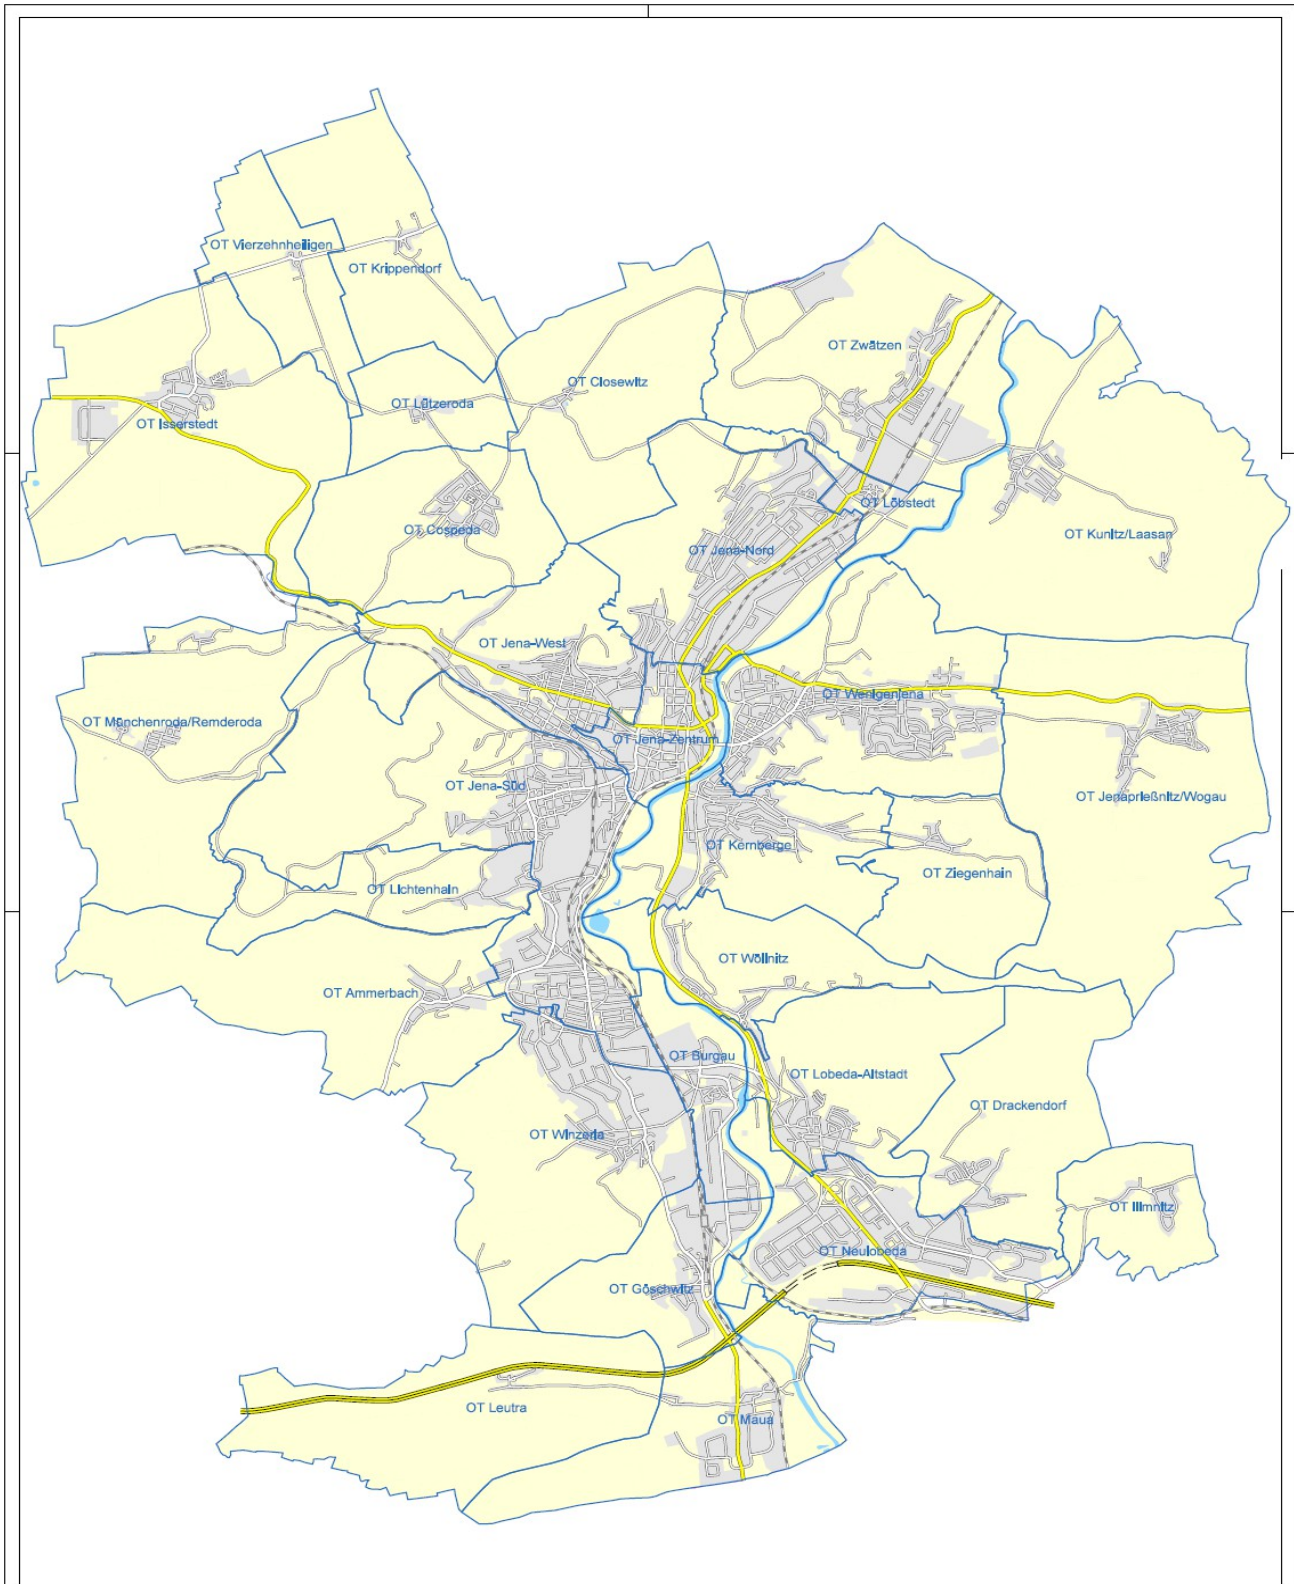 OT Vierzehnheiligen
OT Krippendorf
OT Zwätzen
OT Closewitz
OT Lützeroda
OT Isserstedt
OT Löbstedt
OT Cospeda
OT Kunitz/Laasan
OT Jena-Nord
OT Jena-West
OT Wenigenjena
OT Münchenroda/Remderoda
OT Jena-Zentrum
OT Jena-Süd
OT Jenaprießnitz/Wogau
OT Kernberge
OT Ziegenhain
OT Lichtenhain
OT Wöllnitz
OT Ammerbach
OT Burgau
OT Lobeda-Altstadt
OT Drackendorf
OT Winzerla
OT Ilmnitz
OT Neulobeda
OT Göschwitz
OT Leutra
OT Maua